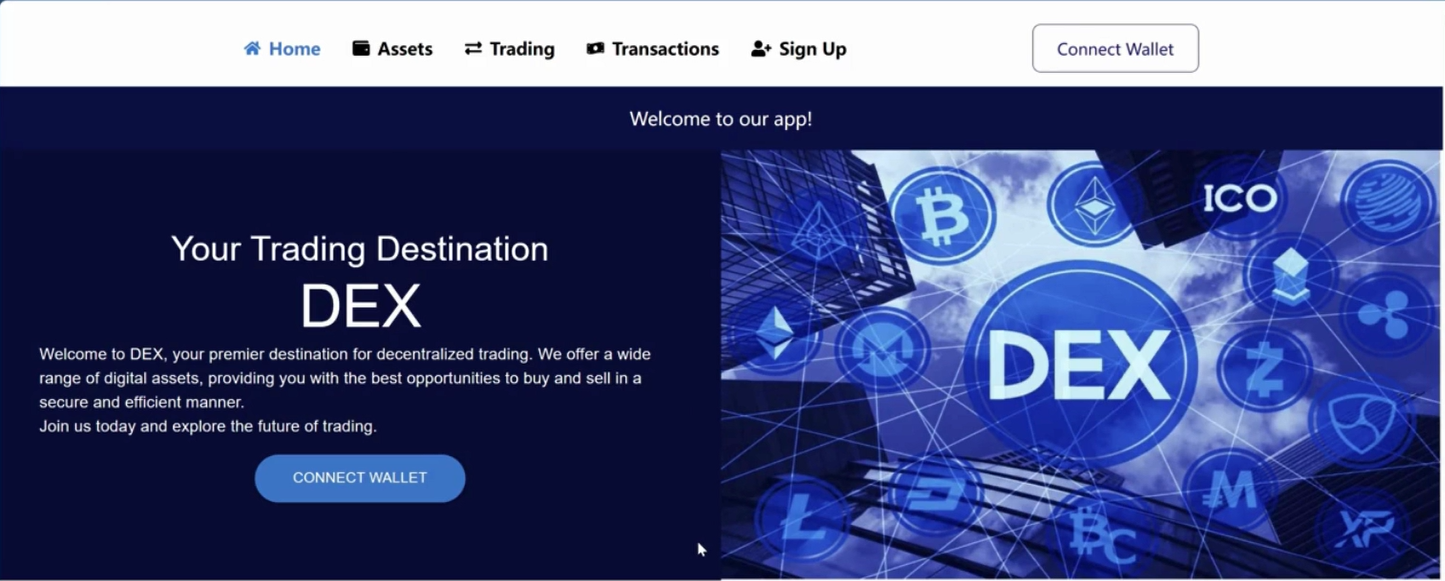 Home Assets Trading Transactions Sign Up Connect Wallet
Welcome to our app!
Your Trading Destination
DEX
Welcome to DEX, your premier destination for decentralized trading. We offer a wide
range of digital assets, providing you with the best opportunities to buy and sell in a
secure and efficient manner.
Join us today and explore the future of trading.
CONNECT WALLET
ICO
DEX